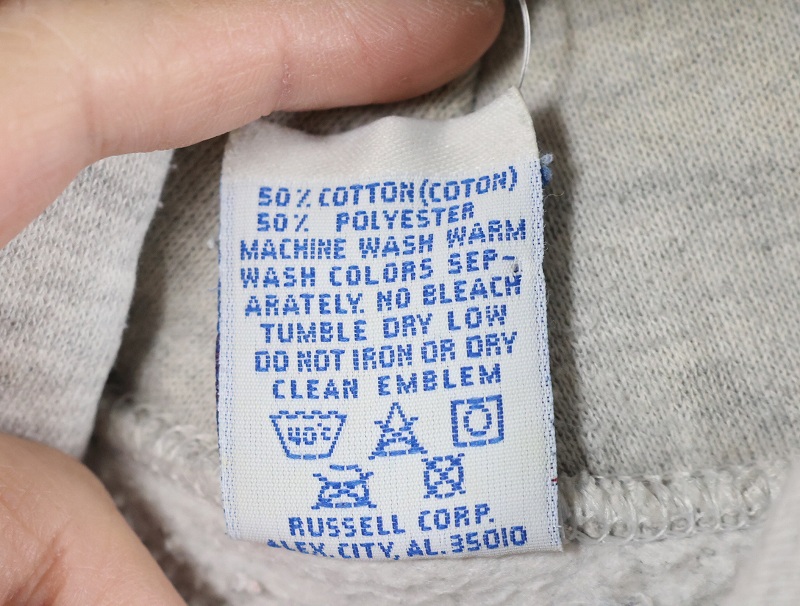 50% COTTON (COTON)
50% POLYESTER
MACHINE WASH WARM
WASH COLORS SEP-
ARATELY. NO BLEACH
TUMBLE DRY LOW
DO NOT IRON OR DRY
CLEAN EMBLEM
40°C
RUSSELL CORP.
ALEX. CITY, AL. 35010